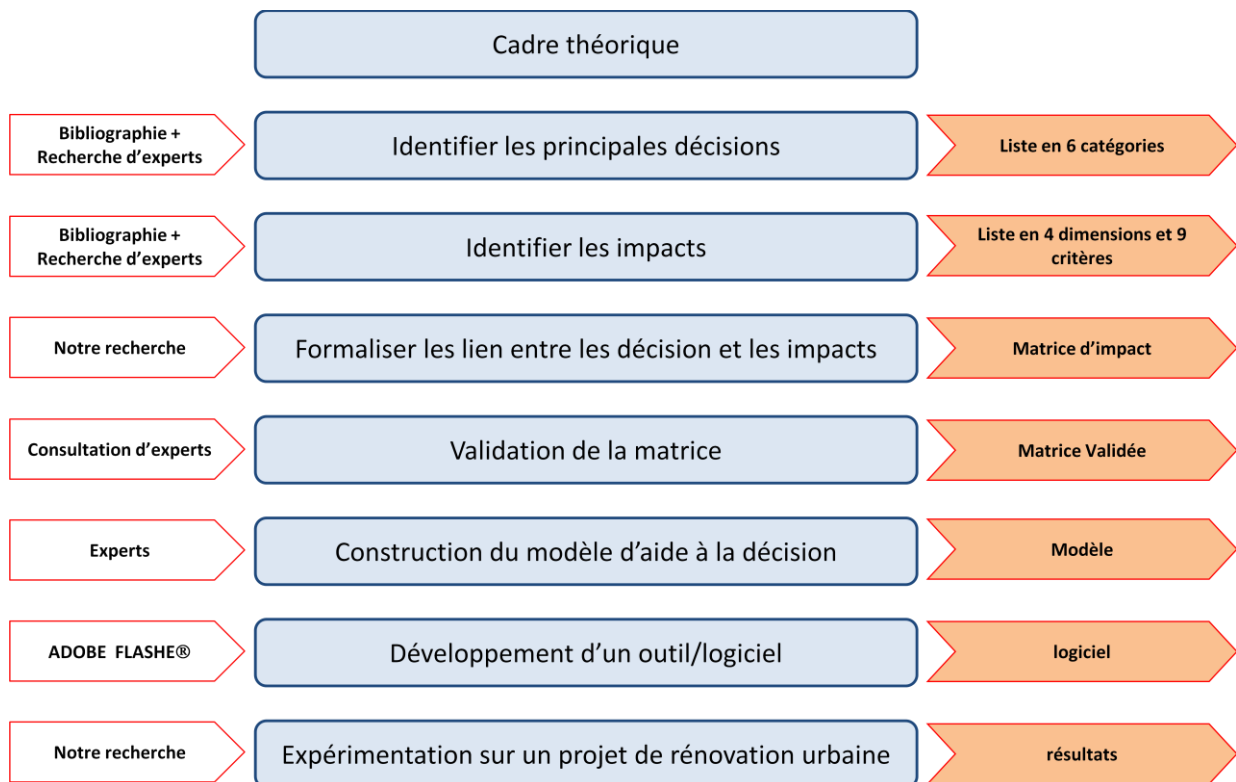 Cadre théorique
Bibliographie +
Recherche d'experts
Identifier les principales décisions
Liste en 6 catégories
Bibliographie +
Recherche d'experts
Identifier les impacts
Liste en 4 dimensions et 9
critères
Notre recherche
Formaliser les lien entre les décision et les impacts
Matrice d'impact
Consultation d'experts
Validation de la matrice
Matrice Validée
Experts
Construction du modèle d'aide à la décision
Modèle
ADOBE FLASHE®
Développement d'un outil/logiciel
logiciel
Notre recherche
Expérimentation sur un projet de rénovation urbaine
résultats